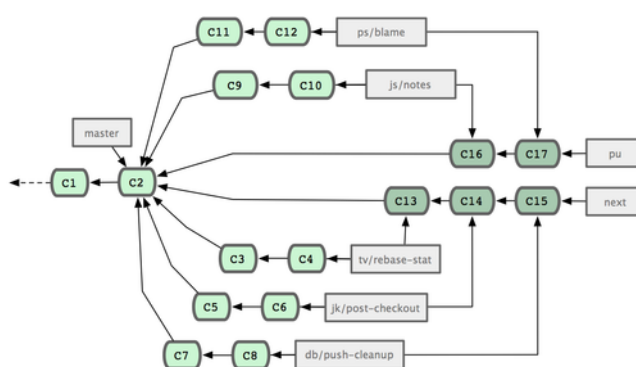 C11 C12 ps/blame
C9 C10 js/notes
master
C16 C17 pu
C1 C2
C13 C14 C15 next
C3 C4 tv/rebase-stat
C5 C6 jk/post-checkout
C7 C8 db/push-cleanup